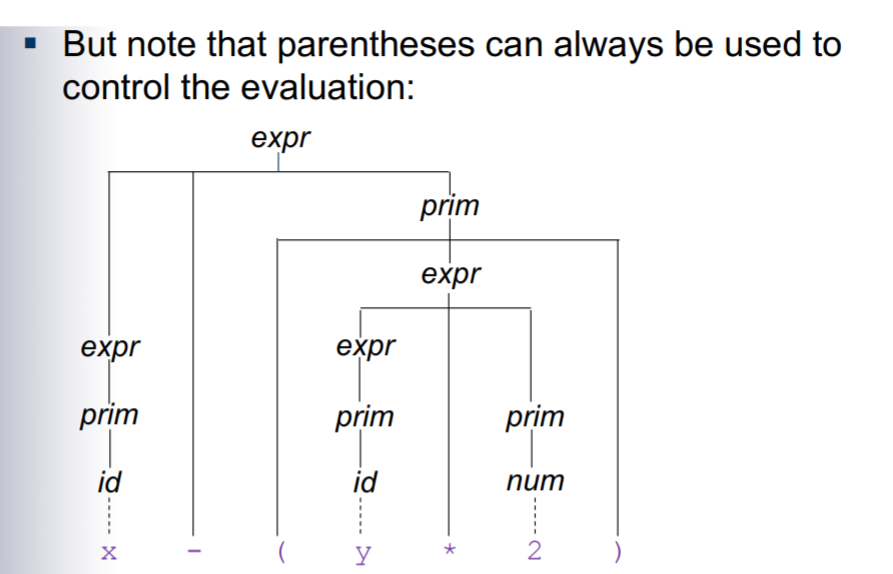 ▪ But note that parentheses can always be used to
control the evaluation:
expr
prim
expr
expr expr
prim prim prim
id id num
x - ( y * 2 )